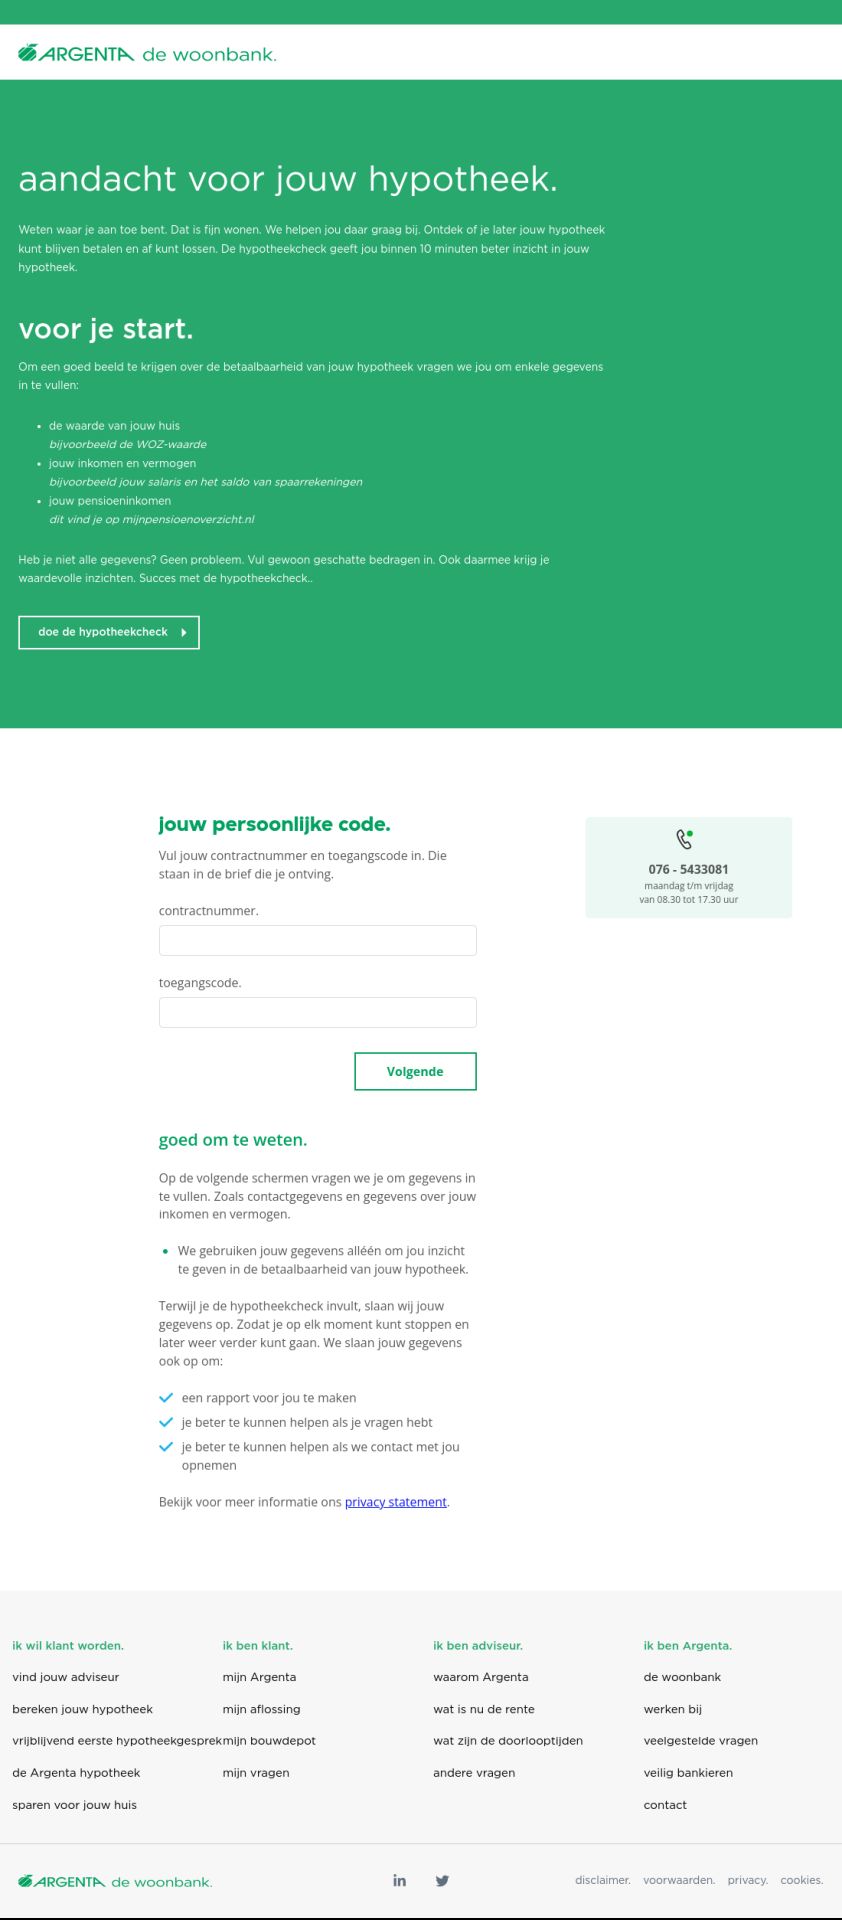 ARGENTA de woonbank.
aandacht voor jouw hypotheek.
Weten waar je aan toe bent. Dat is fijn wonen. We helpen jou daar graag bij. Ontdek of je later jouw hypotheek
kunt blijven betalen en af kunt lossen. De hypotheekcheck geeft jou binnen 10 minuten beter inzicht in jouw
hypotheek.
voor je start.
Om een goed beeld te krijgen over de betaalbaarheid van jouw hypotheek vragen we jou om enkele gegevens
in te vullen:
• de waarde van jouw huis
bijvoorbeeld de WOZ-waarde
• jouw inkomen en vermogen
bijvoorbeeld jouw salaris en het saldo van spaarrekeningen
• jouw pensioeninkomen
dit vind je op mijnpensioenoverzicht.nl
Heb je niet alle gegevens? Geen probleem. Vul gewoon geschatte bedragen in. Ook daarmee krijg je
waardevolle inzichten. Succes met de hypotheekcheck..
doe de hypotheekcheck
jouw persoonlijke code.
Vul jouw contractnummer en toegangscode in. Die
staan in de brief die je ontving.
contractnummer.
toegangscode.
Volgende
076 - 5433081
maandag t/m vrijdag
van 08.30 tot 17.30 uur
goed om te weten.
Op de volgende schermen vragen we je om gegevens in
te vullen. Zoals contactgegevens en gegevens over jouw
inkomen en vermogen.
• We gebruiken jouw gegevens alléén om jou inzicht
te geven in de betaalbaarheid van jouw hypotheek.
Terwijl je de hypotheekcheck invult, slaan wij jouw
gegevens op. Zodat je op elk moment kunt stoppen en
later weer verder kunt gaan. We slaan jouw gegevens
ook op om:
een rapport voor jou te maken
je beter te kunnen helpen als je vragen hebt
je beter te kunnen helpen als we contact met jou
opnemen
Bekijk voor meer informatie ons privacy statement.
ik wil klant worden.
vind jouw adviseur
bereken jouw hypotheek
vrijblijvend eerste hypotheekgesprek
de Argenta hypotheek
sparen voor jouw huis
ik ben klant.
mijn Argenta
mijn aflossing
mijn bouwdepot
mijn vragen
ik ben adviseur.
waarom Argenta
wat is nu de rente
wat zijn de doorlooptijden
andere vragen
ik ben Argenta.
de woonbank
werken bij
veelgestelde vragen
veilig bankieren
contact
ARGENTA de woonbank.
disclaimer. voorwaarden. privacy. cookies.